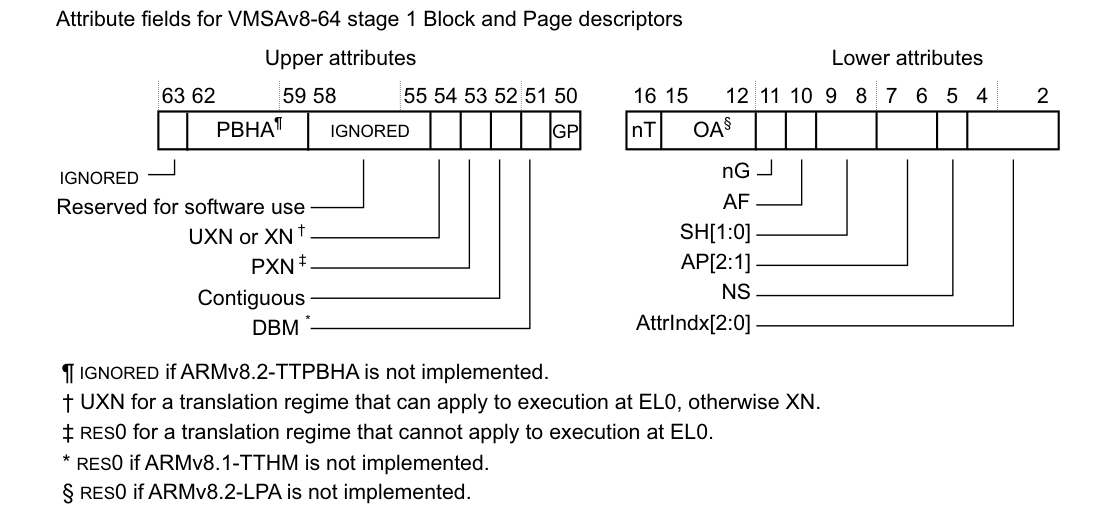 Attribute fields for VMSAv8-64 stage 1 Block and Page descriptors
Upper attributes
Lower attributes
63 62 59 58 55 54 53 52 51 50
16 15 12 11 10 9 8 7 6 5 4 2
PBHA¶ IGNORED GP
nT OA§
IGNORED
Reserved for software use
UXN or XN †
PXN ‡
Contiguous
DBM *
nG
AF
SH[1:0]
AP[2:1]
NS
AttrIndx[2:0]
¶ IGNORED if ARMv8.2-TTPBHA is not implemented.
† UXN for a translation regime that can apply to execution at EL0, otherwise XN.
‡ RES0 for a translation regime that cannot apply to execution at EL0.
* RES0 if ARMv8.1-TTHM is not implemented.
§ RES0 if ARMv8.2-LPA is not implemented.